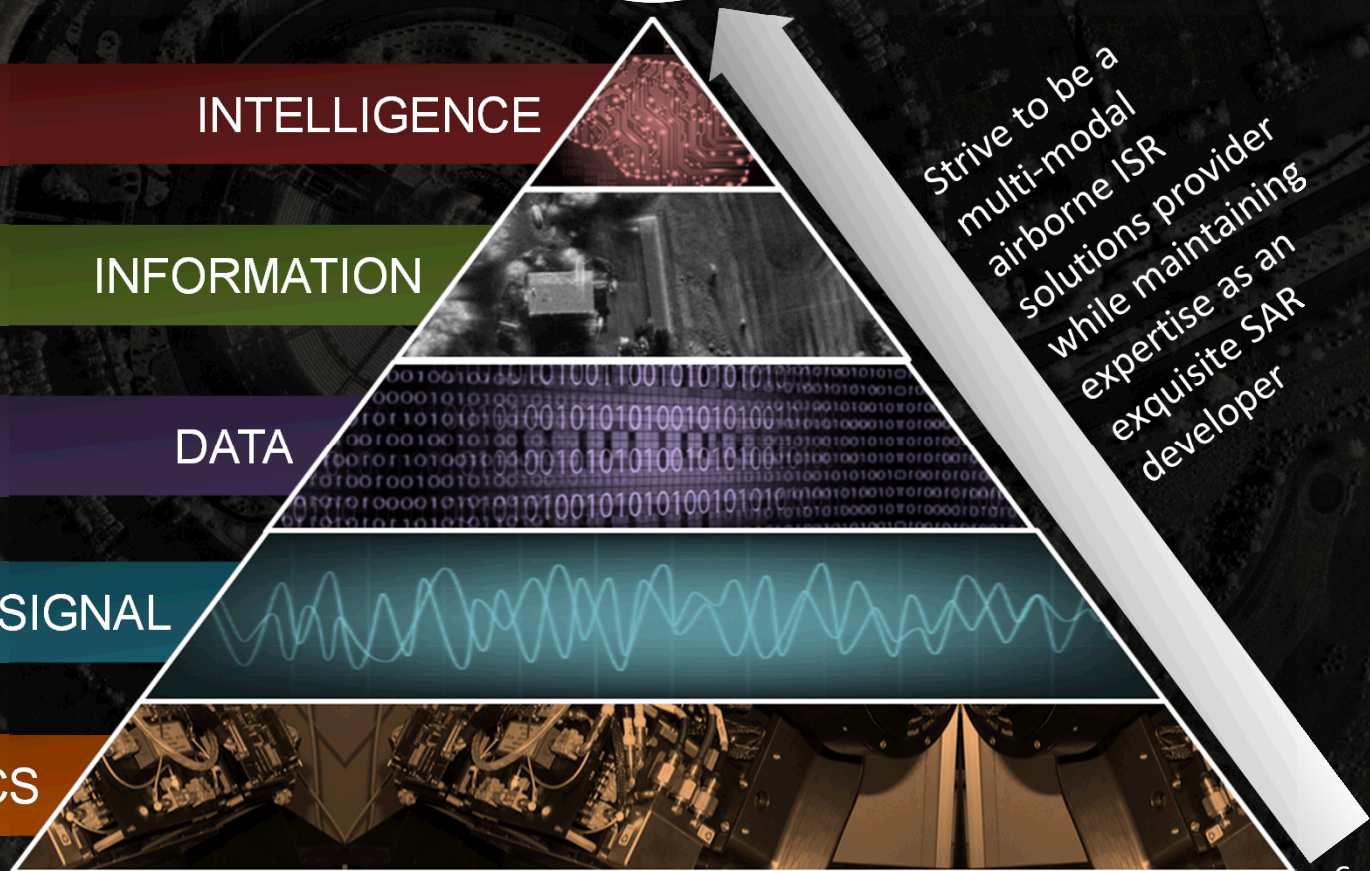 INTELLIGENCE
INFORMATION
DATA
SIGNAL
CS
Strive to be a
multi-modal
airborne ISR
solutions provider
while maintaining
expertise as an
exquisite SAR
developer